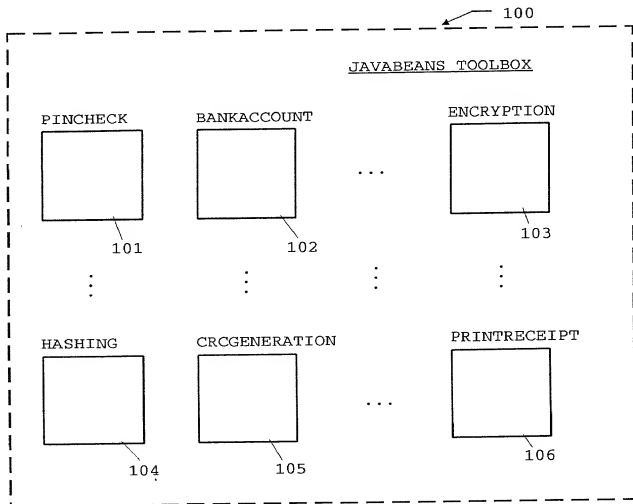 100
JAVABEANS TOOLBOX
PINCHECK BANKACCOUNT ENCRYPTION
...
101 102 103
HASHING CRCGENERATION PRINTRECEIPT
...
104 105 106